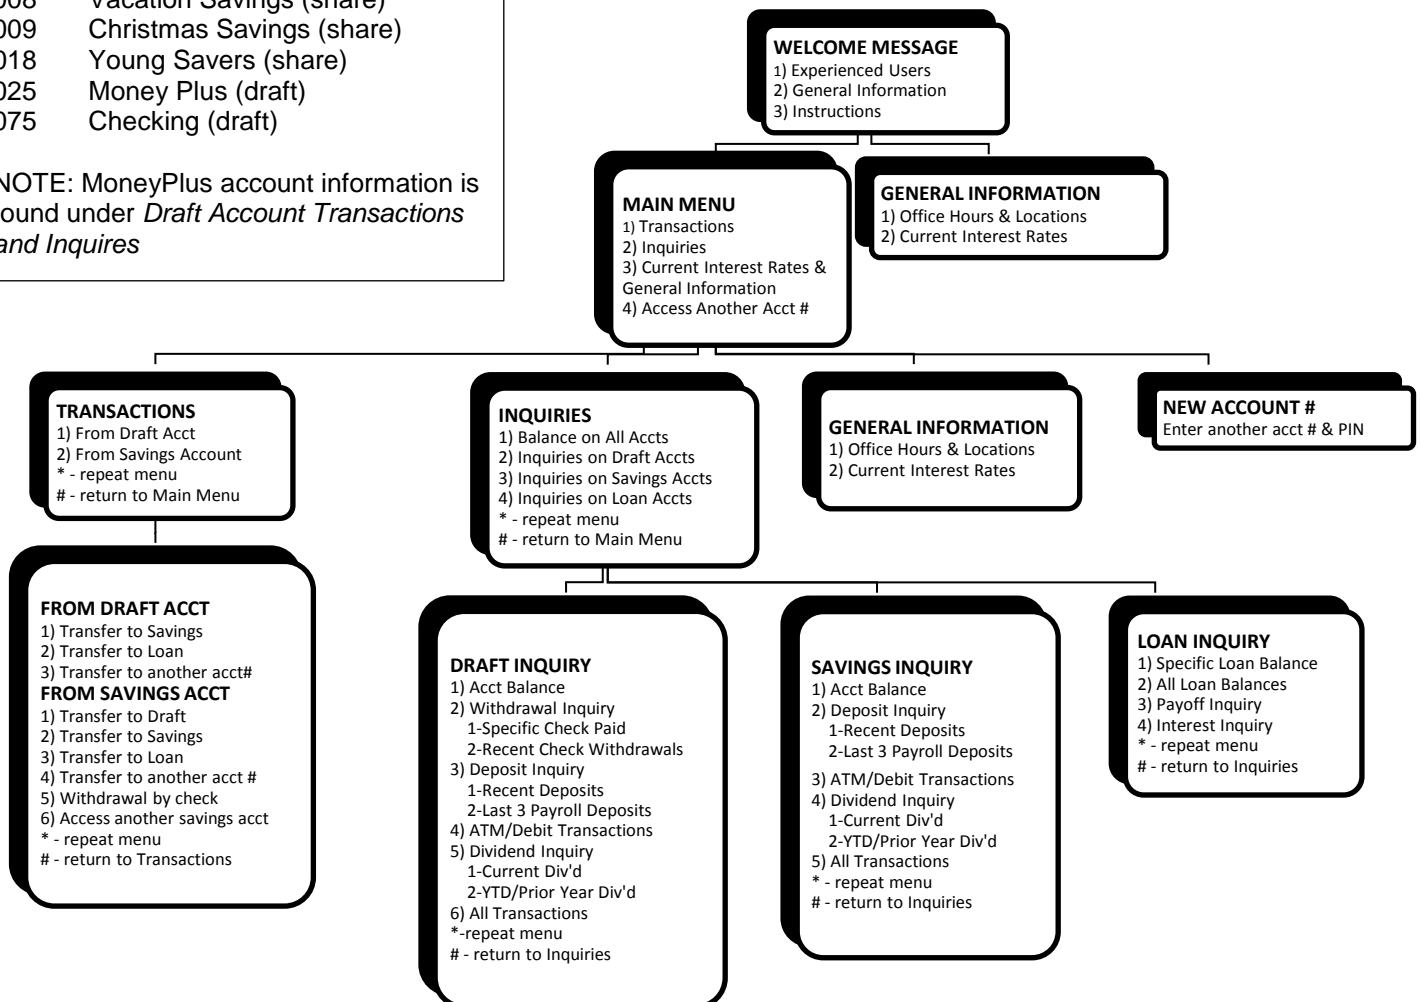 008 Vacation Savings (share)
009 Christmas Savings (share)
018 Young Savers (share)
025 Money Plus (draft)
075 Checking (draft)
NOTE: MoneyPlus account information is
ound under Draft Account Transactions
and Inquires
WELCOME MESSAGE
1) Experienced Users
2) General Information
3) Instructions
MAIN MENU
1) Transactions
2) Inquiries
3) Current Interest Rates &
General Information
4) Access Another Acct #
GENERAL INFORMATION
1) Office Hours & Locations
2) Current Interest Rates
TRANSACTIONS
1) From Draft Acct
2) From Savings Account
* - repeat menu
# - return to Main Menu
INQUIRIES
1) Balance on All Accts
2) Inquiries on Draft Accts
3) Inquiries on Savings Accts
4) Inquiries on Loan Accts
* - repeat menu
# - return to Main Menu
GENERAL INFORMATION
1) Office Hours & Locations
2) Current Interest Rates
NEW ACCOUNT #
Enter another acct # & PIN
FROM DRAFT ACCT
1) Transfer to Savings
2) Transfer to Loan
3) Transfer to another acct#
FROM SAVINGS ACCT
1) Transfer to Draft
2) Transfer to Savings
3) Transfer to Loan
4) Transfer to another acct #
5) Withdrawal by check
6) Access another savings acct
* - repeat menu
# - return to Transactions
DRAFT INQUIRY
1) Acct Balance
2) Withdrawal Inquiry
1-Specific Check Paid
2-Recent Check Withdrawals
3) Deposit Inquiry
1-Recent Deposits
2-Last 3 Payroll Deposits
4) ATM/Debit Transactions
5) Dividend Inquiry
1-Current Div'd
2-YTD/Prior Year Div'd
6) All Transactions
*-repeat menu
# - return to Inquiries
SAVINGS INQUIRY
1) Acct Balance
2) Deposit Inquiry
1-Recent Deposits
2-Last 3 Payroll Deposits
3) ATM/Debit Transactions
4) Dividend Inquiry
1-Current Div'd
2-YTD/Prior Year Div'd
5) All Transactions
* - repeat menu
# - return to Inquiries
LOAN INQUIRY
1) Specific Loan Balance
2) All Loan Balances
3) Payoff Inquiry
4) Interest Inquiry
* - repeat menu
# - return to Inquiries